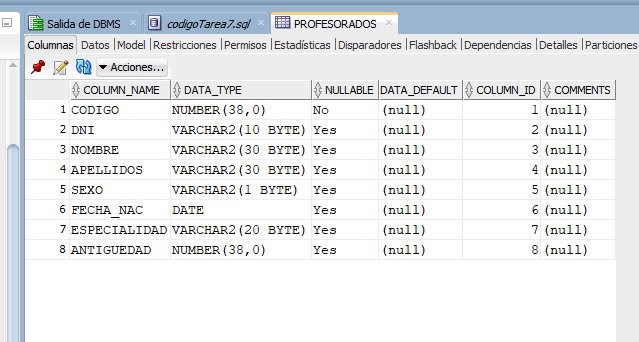 Salida de DBMS codigoTarea7.sql PROFESORADOS
Columnas Datos Model Restricciones Permisos Estadísticas Disparadores Flashback Dependencias Detalles Particiones
Acciones...
COLUMN_NAME DATA_TYPE NULLABLE DATA_DEFAULT COLUMN_ID COMMENTS
1 CODIGO NUMBER(38,0) No (null) 1 (null)
2 DNI VARCHAR2(10 BYTE) Yes (null) 2 (null)
3 NOMBRE VARCHAR2(30 BYTE) Yes (null) 3 (null)
4 APELLIDOS VARCHAR2(30 BYTE) Yes (null) 4 (null)
5 SEXO VARCHAR2(1 BYTE) Yes (null) 5 (null)
6 FECHA_NAC DATE Yes (null) 6 (null)
7 ESPECIALIDAD VARCHAR2(20 BYTE) Yes (null) 7 (null)
8 ANTIGUEDAD NUMBER(38,0) Yes (null) 8 (null)